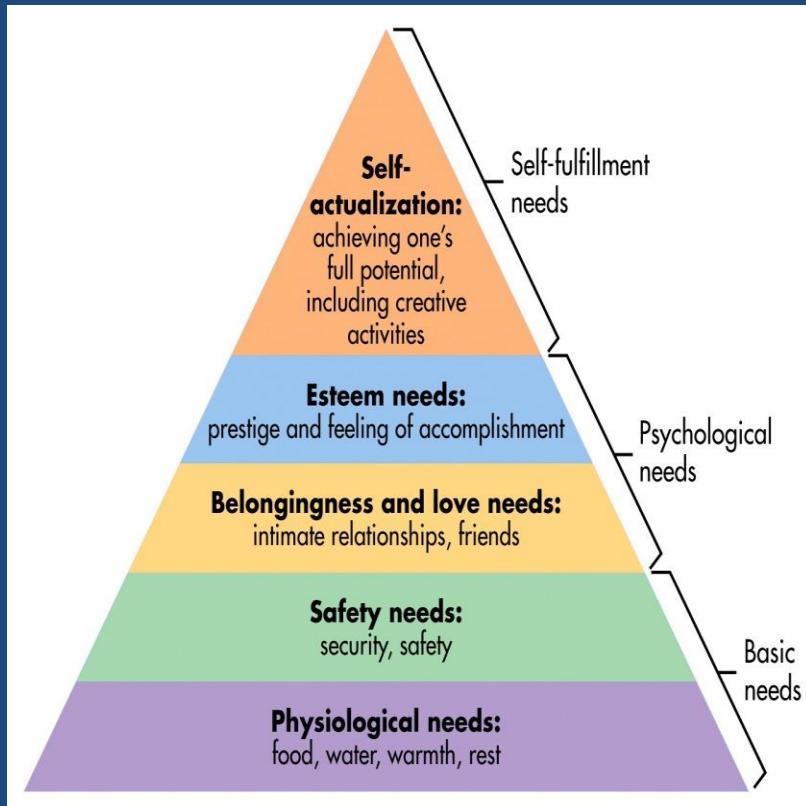 Self-
actualization:
achieving one's
full potential,
including creative
activities
Self-fulfillment
needs
Esteem needs:
prestige and feeling of accomplishment
Psychological
needs
Belongingness and love needs:
intimate relationships, friends
Safety needs:
security, safety
Basic
needs
Physiological needs:
food, water, warmth, rest